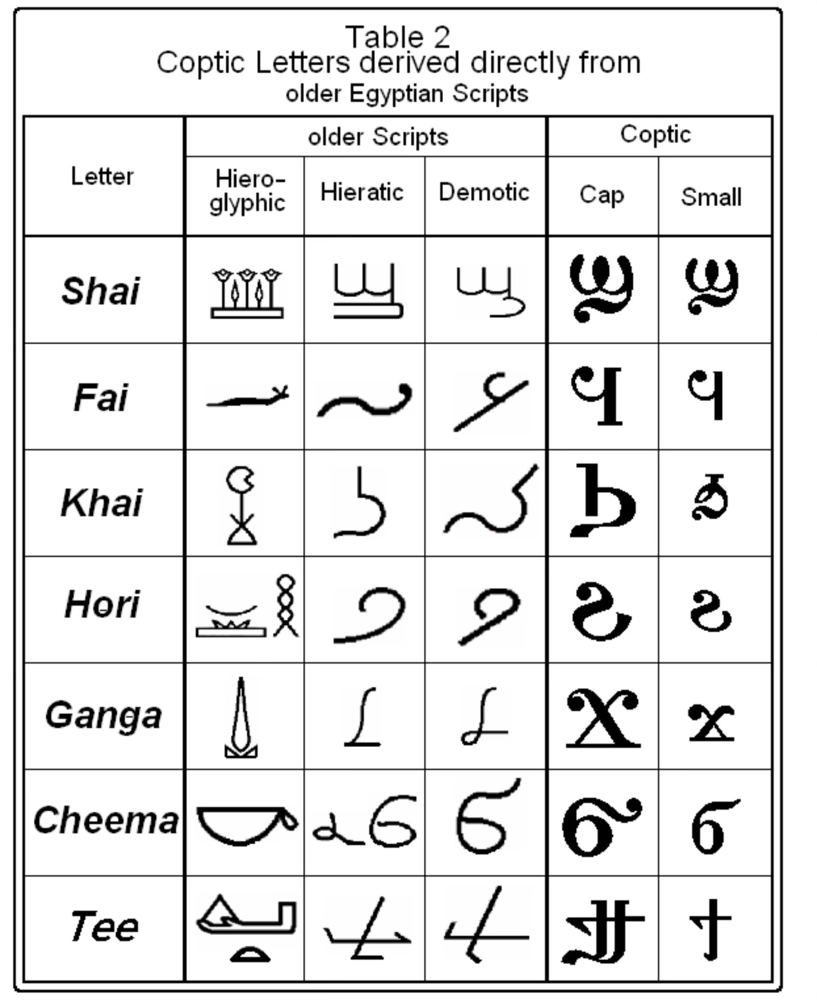 Table 2
Coptic Letters derived directly from
older Egyptian Scripts
Letter
older Scripts
Coptic
Hiero-
glyphic
Hieratic
Demotic
Cap
Small
Shai 𓆷 Ϣ ϣ
Fai 𓆑 Ϥ ϥ
Khai 𓆼 Ϧ ϧ
Hori Ϩ ϩ
Ganga 𓍑 Ϫ ϫ
Cheema 𓎡 Ϭ ϭ
Tee Ϯ ϯ